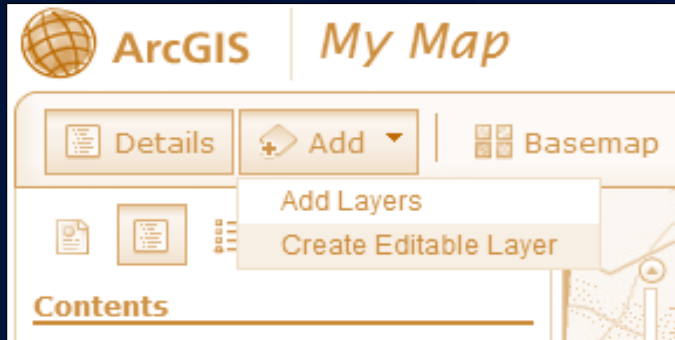 ArcGIS My Map
Details Add Basemap
Add Layers
Create Editable Layer
Contents